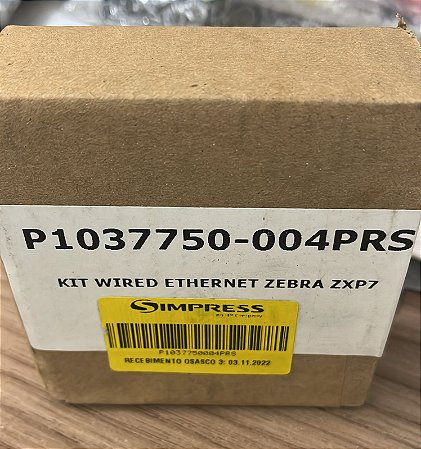 P1037750-004PRS
KIT WIRED ETHERNET ZEBRA ZXP7
SIMPRESS
P1037750004PRS
RECEBIMENTO OSASCO 3: 03.11.2022